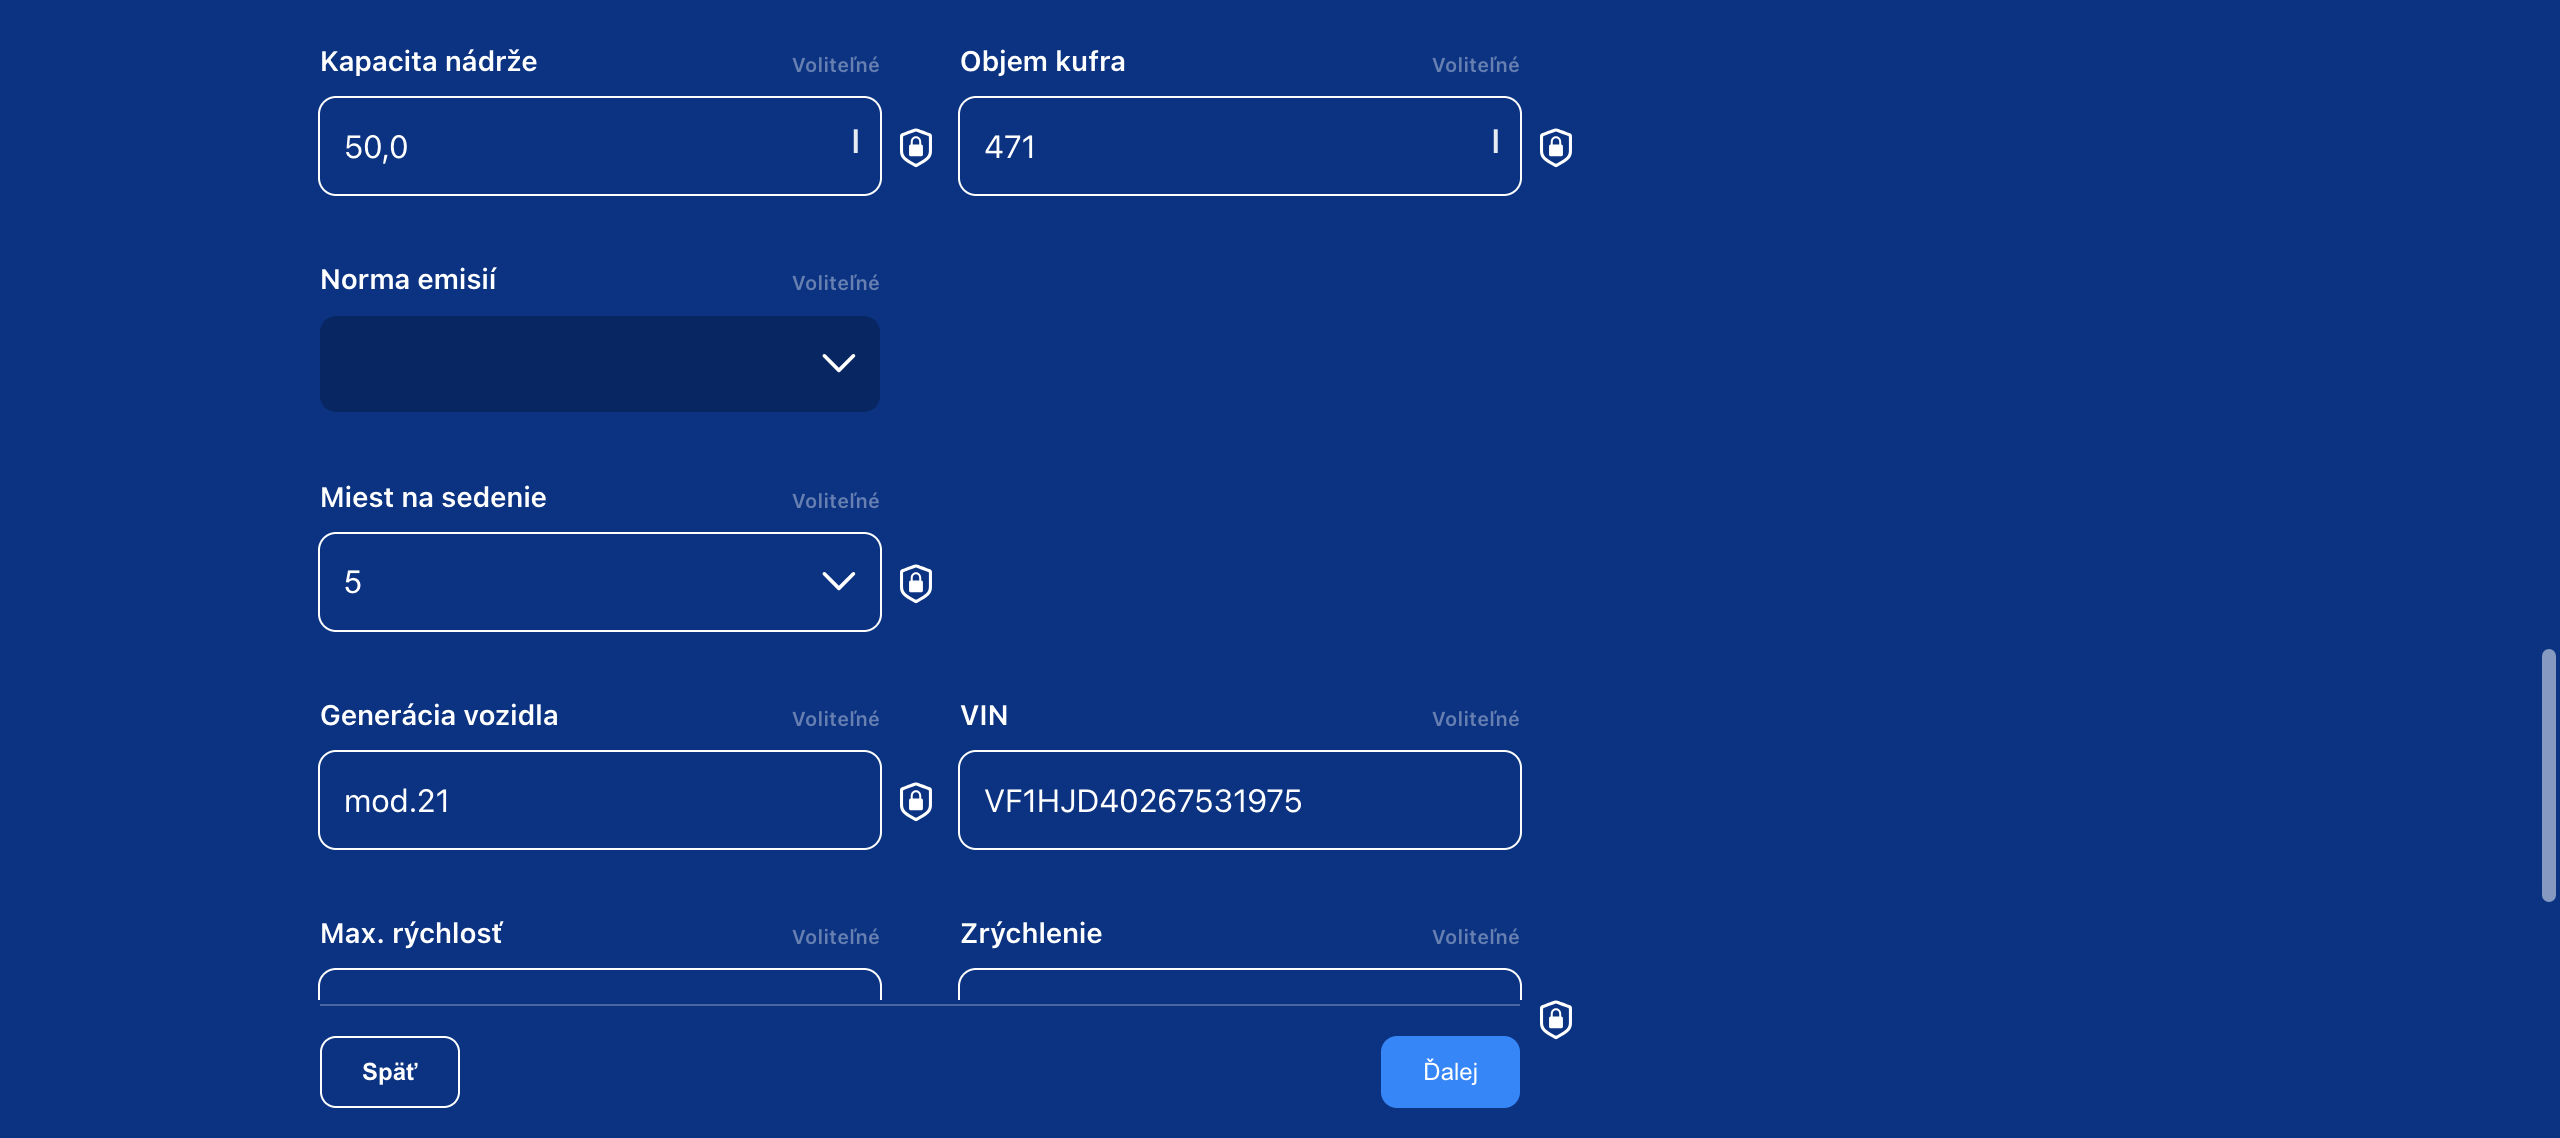 Kapacita nádrže Voliteľné Objem kufra Voliteľné
50,0 l 471 l
Norma emisií Voliteľné
Miest na sedenie Voliteľné
5
Generácia vozidla Voliteľné VIN Voliteľné
mod.21 VF1HJD40267531975
Max. rýchlosť Voliteľné Zrýchlenie Voliteľné
Späť Ďalej